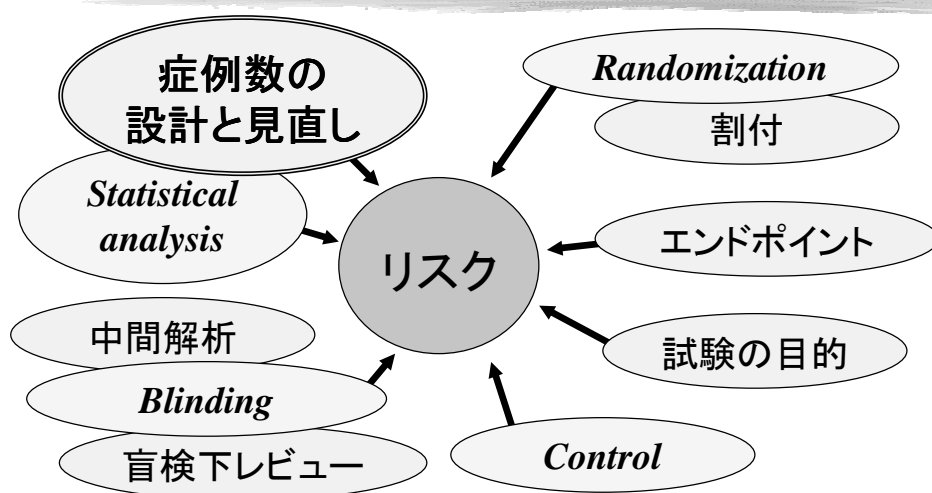 症例数の
設計と見直し
Randomization
割付
Statistical
analysis
リスク
エンドポイント
中間解析
試験の目的
Blinding
盲検下レビュー
Control